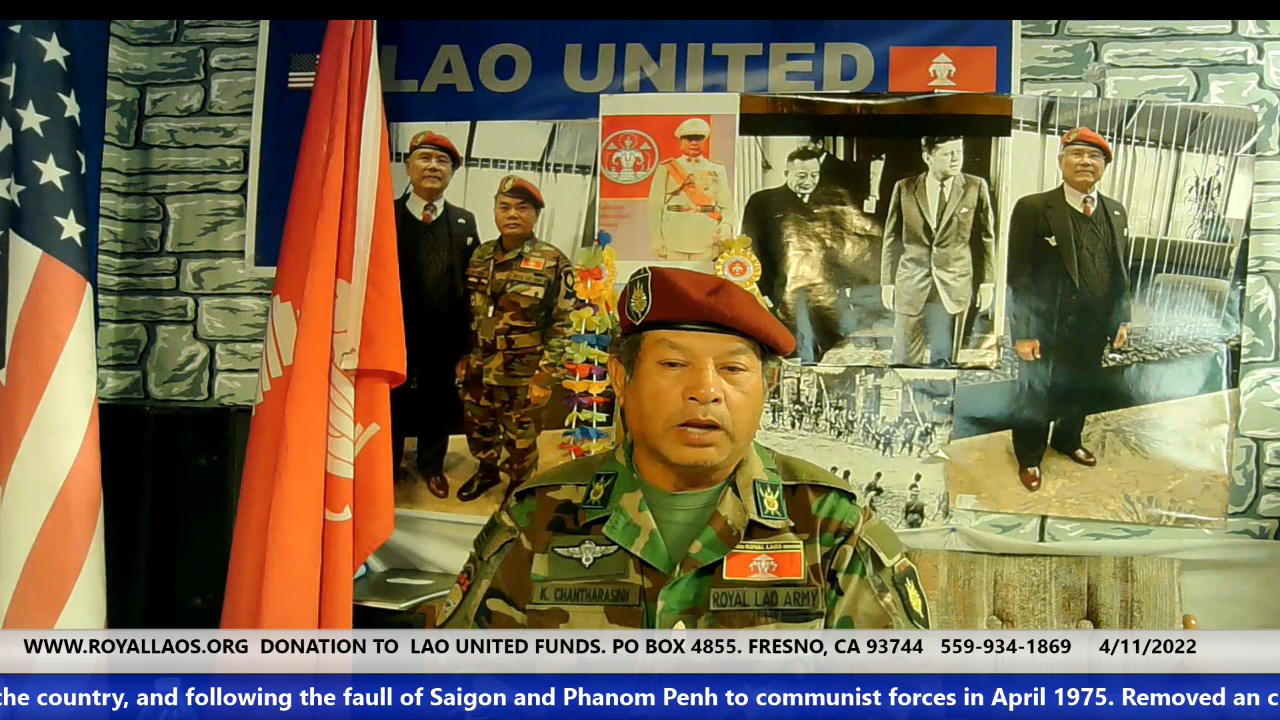 LAO UNITED
ROYAL LAOS
K. CHANTHARASINH
ROYAL LAO ARMY
WWW.ROYALLAOS.ORG DONATION TO LAO UNITED FUNDS. PO BOX 4855. FRESNO, CA 93744 559-934-1869 4/11/2022
the country, and following the faull of Saigon and Phanom Penh to communist forces in April 1975. Removed an c